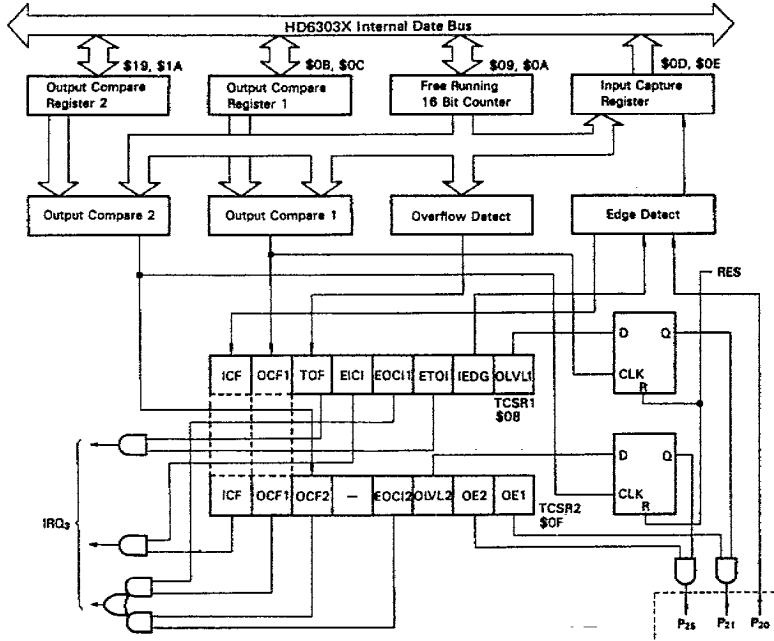 HD6303X Internal Date Bus
$19, $1A
$0B, $0C
$09, $0A
$0D, $0E
Output Compare
Register 2
Output Compare
Register 1
Free Running
16 Bit Counter
Input Capture
Register
Output Compare 2
Output Compare 1
Overflow Detect
Edge Detect
RES
D
Q
CLK
R
ICF
OCF1
TOF
EICI
EOCI1
ETOI
IEDG
OLVL1
TCSR1
$08
D
Q
CLK
R
ICF
OCF1
OCF2
—
EOCI2
OLVL2
OE2
OE1
TCSR2
$0F
IRQ₃
P₂₅
P₂₁
P₂₀